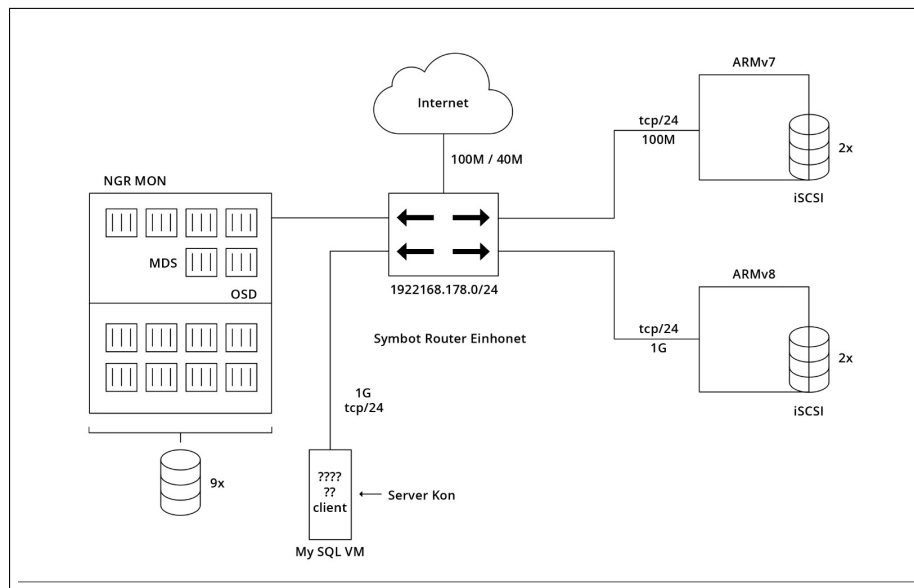 ARMv7
Internet
tcp/24
100M
2x
iSCSI
100M / 40M
NGR MON
MDS
OSD
1922168.178.0/24
Symbot Router Einhonet
ARMv8
tcp/24
1G
2x
iSCSI
1G
tcp/24
9x
????
??
client
Server Kon
My SQL VM